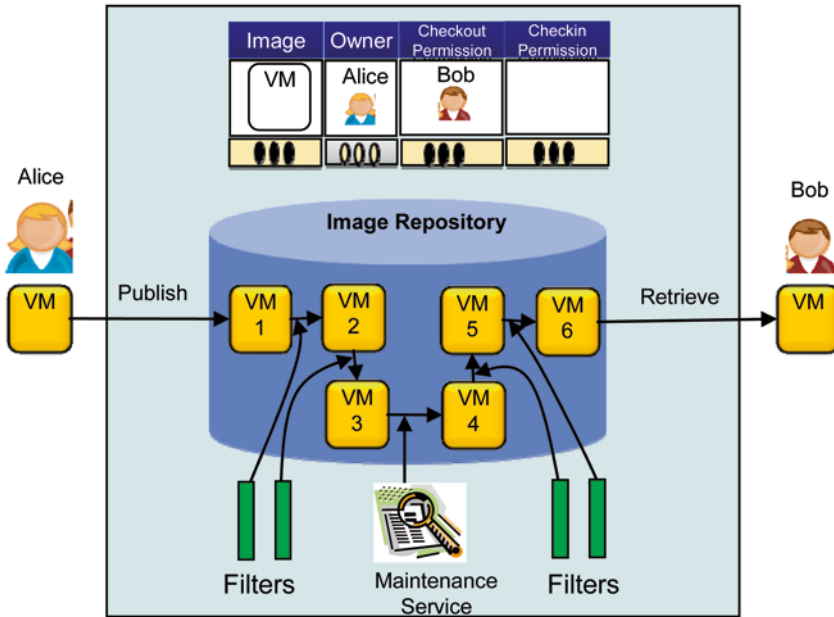 Image Owner Checkout Permission Checkin Permission
VM Alice Bob
Alice
Bob
Image Repository
VM Publish VM 1 VM 2 VM 5 VM 6 Retrieve VM
VM 3 VM 4
Filters
Maintenance Service
Filters